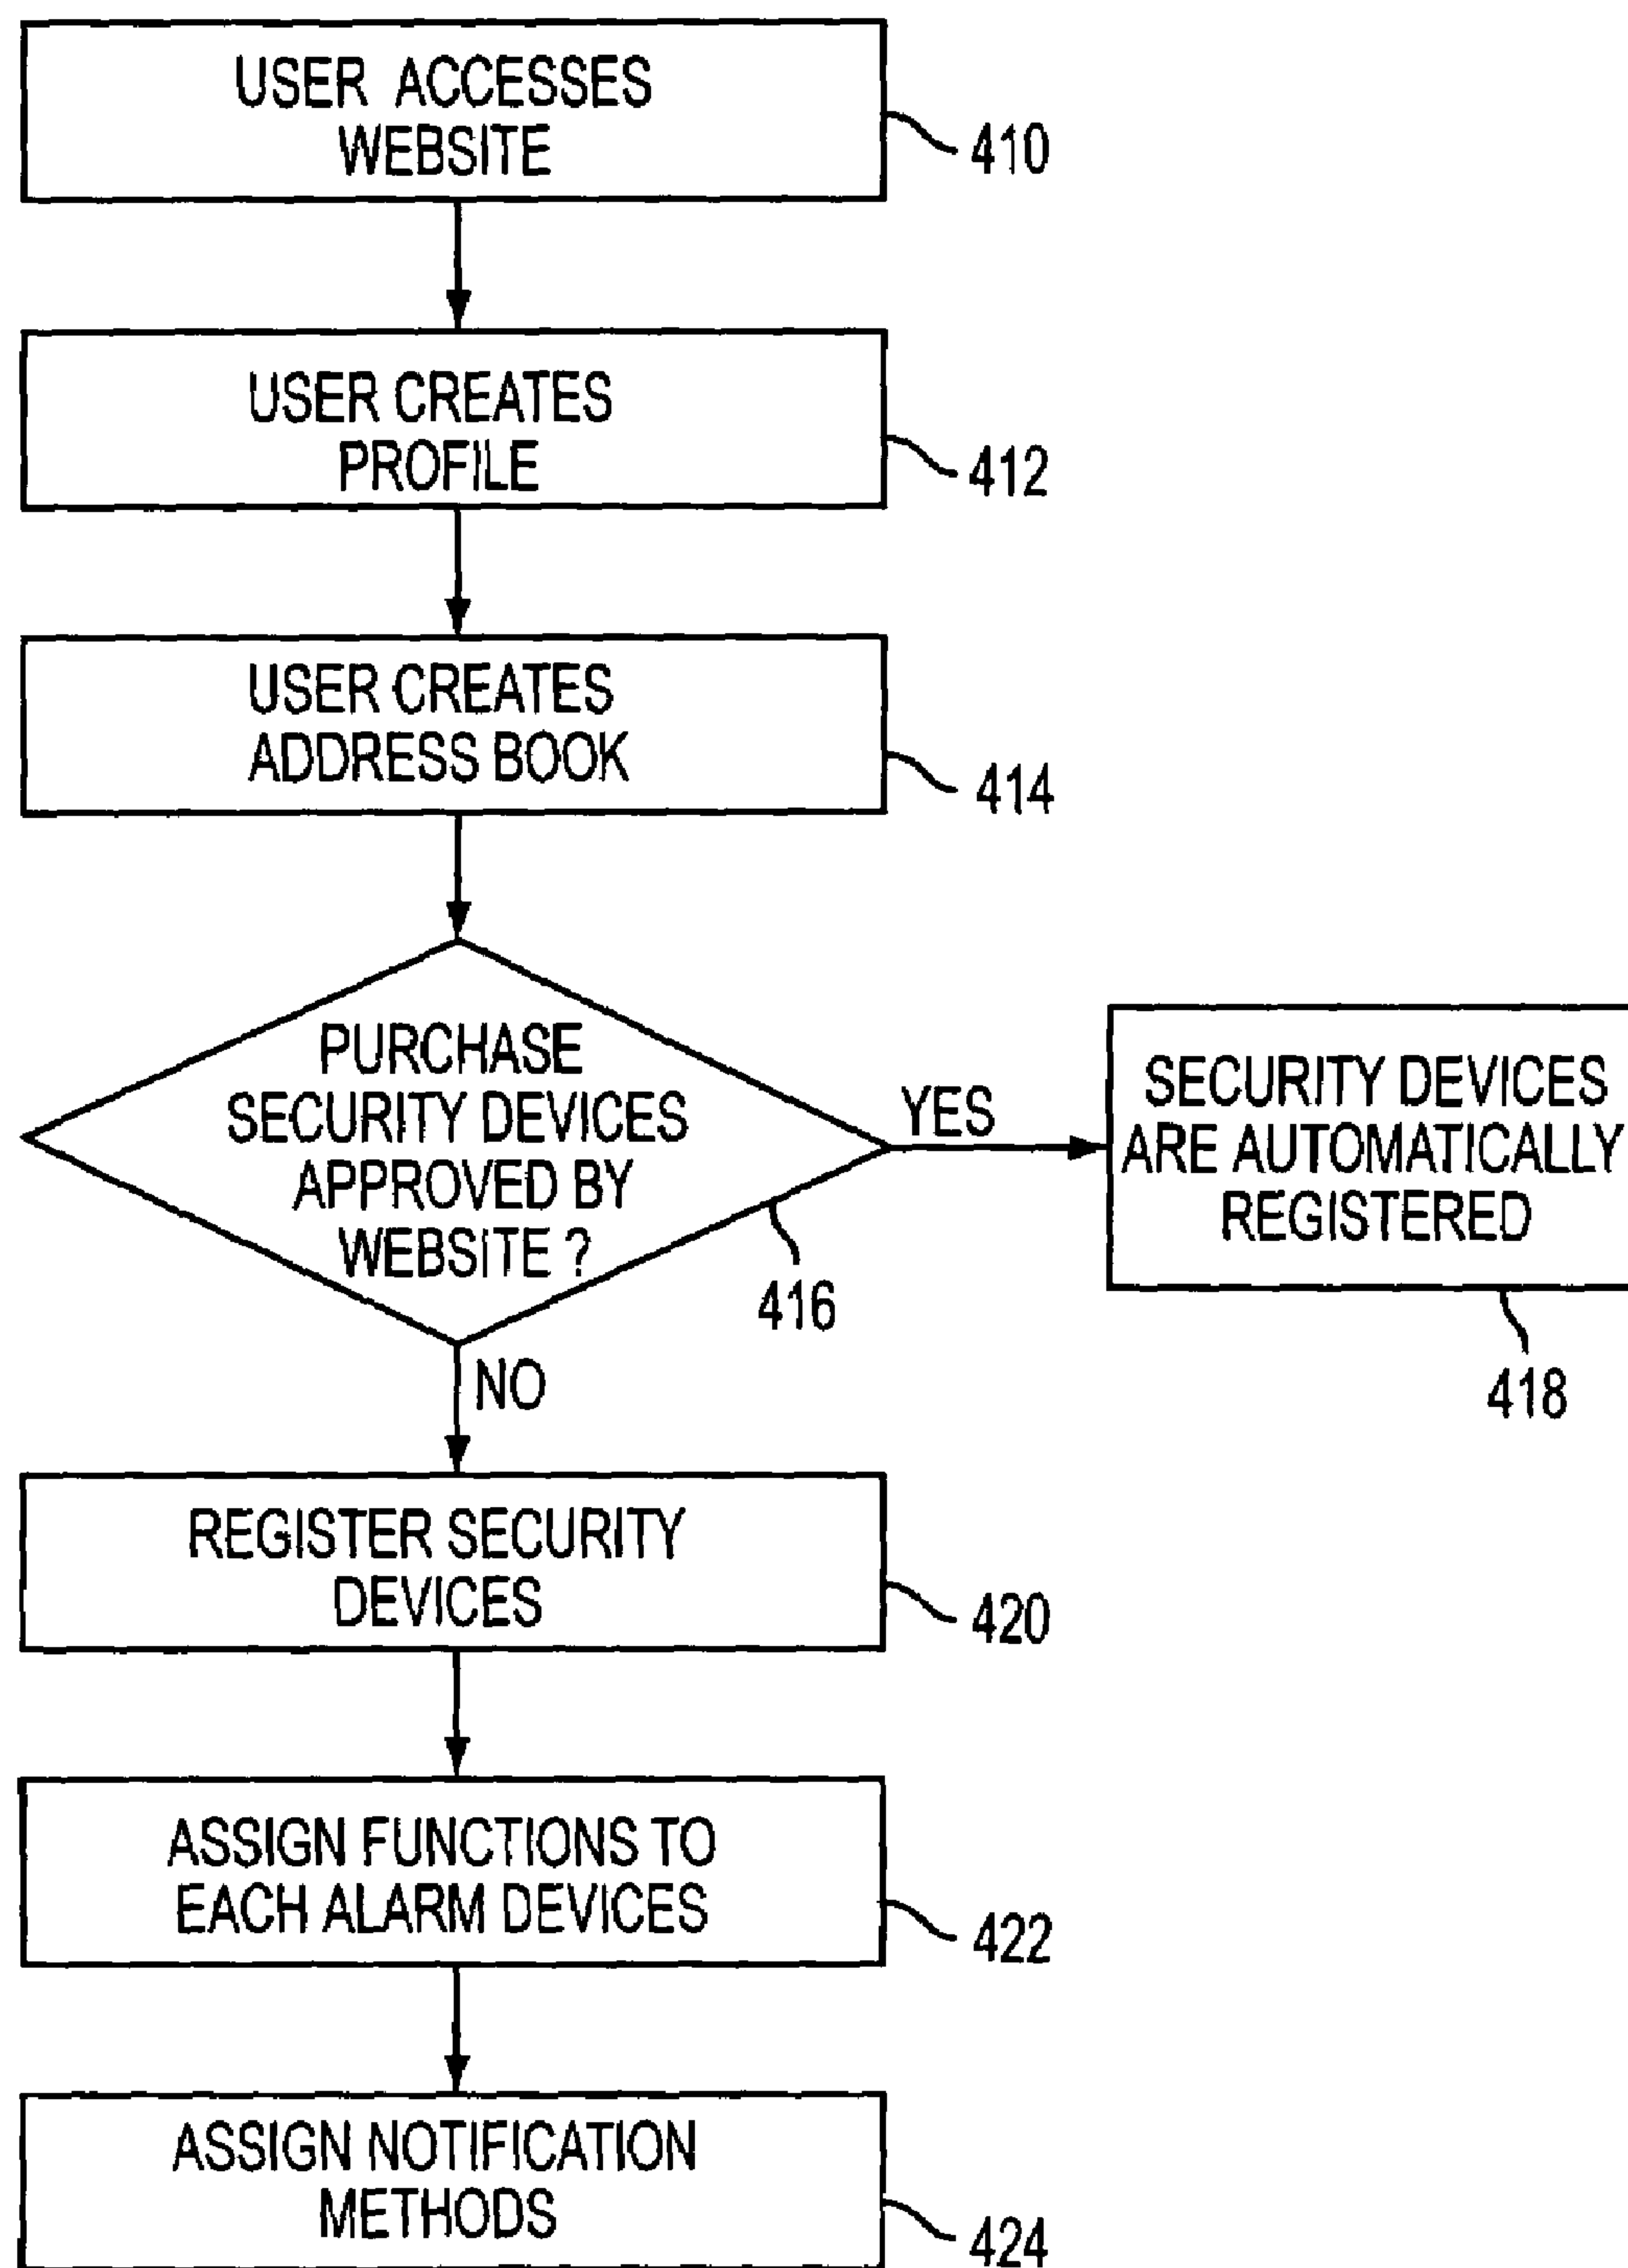 USER ACCESSES
WEBSITE
410
USER CREATES
PROFILE
412
USER CREATES
ADDRESS BOOK
414
PURCHASE
SECURITY DEVICES
APPROVED BY
WEBSITE ?
416
YES
SECURITY DEVICES
ARE AUTOMATICALLY
REGISTERED
418
NO
REGISTER SECURITY
DEVICES
420
ASSIGN FUNCTIONS TO
EACH ALARM DEVICES
422
ASSIGN NOTIFICATION
METHODS
424